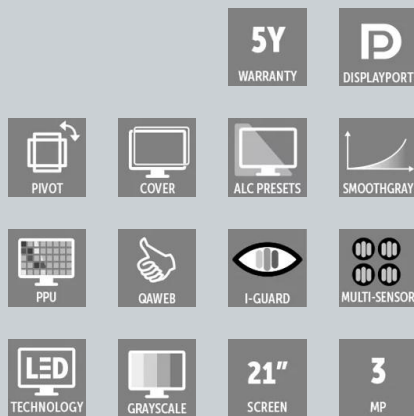 5Y
WARRANTY
DISPLAYPORT
PIVOT
COVER
ALC PRESETS
SMOOTHGRAY
PPU
QAWEB
I-GUARD
MULTI-SENSOR
LED
TECHNOLOGY
GRAYSCALE
21"
SCREEN
3
MP